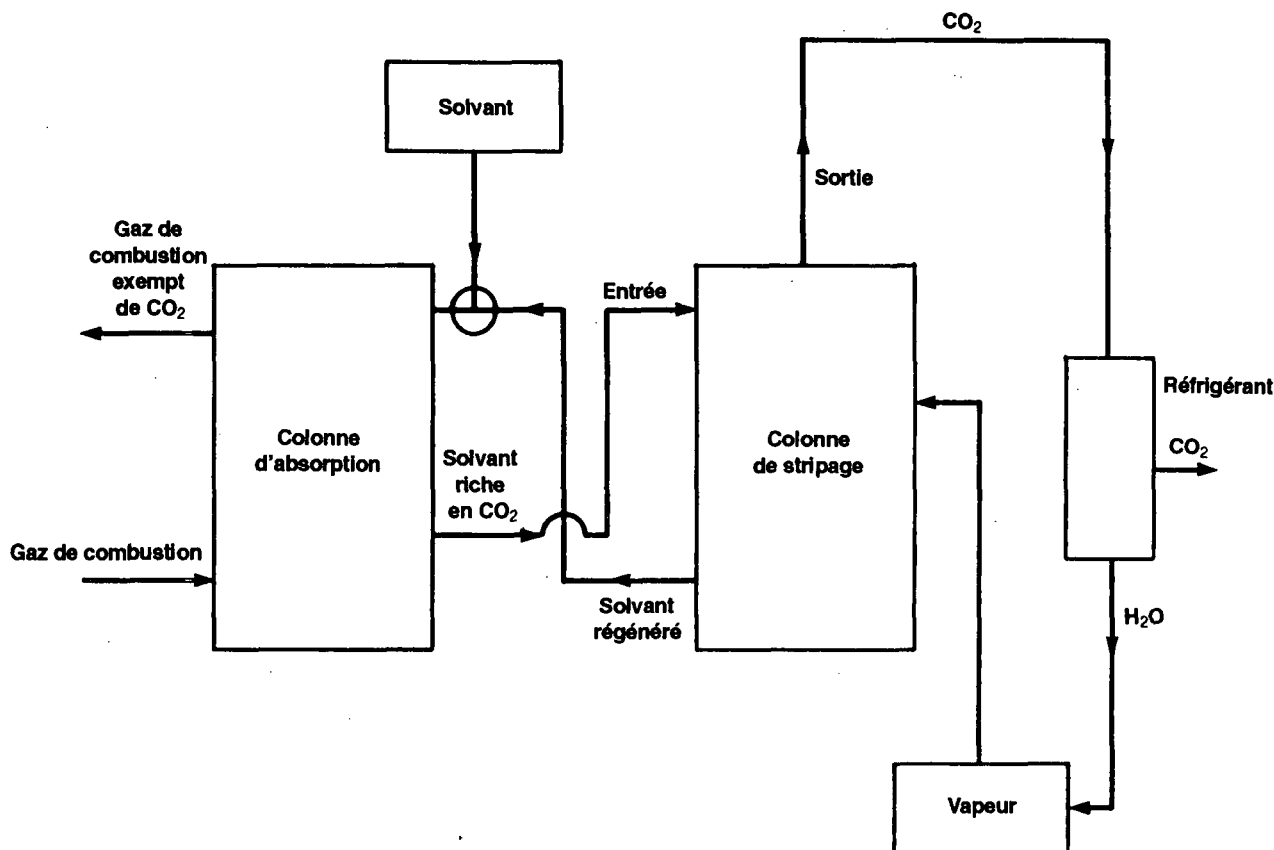 CO₂
Solvant
Sortie
Gaz de
combustion
exempt
de CO₂
Entrée
Réfrigérant
Colonne
d'absorption
Solvant
riche
en CO₂
Colonne
de stripage
CO₂
Gaz de combustion
Solvant
régénéré
H₂O
Vapeur